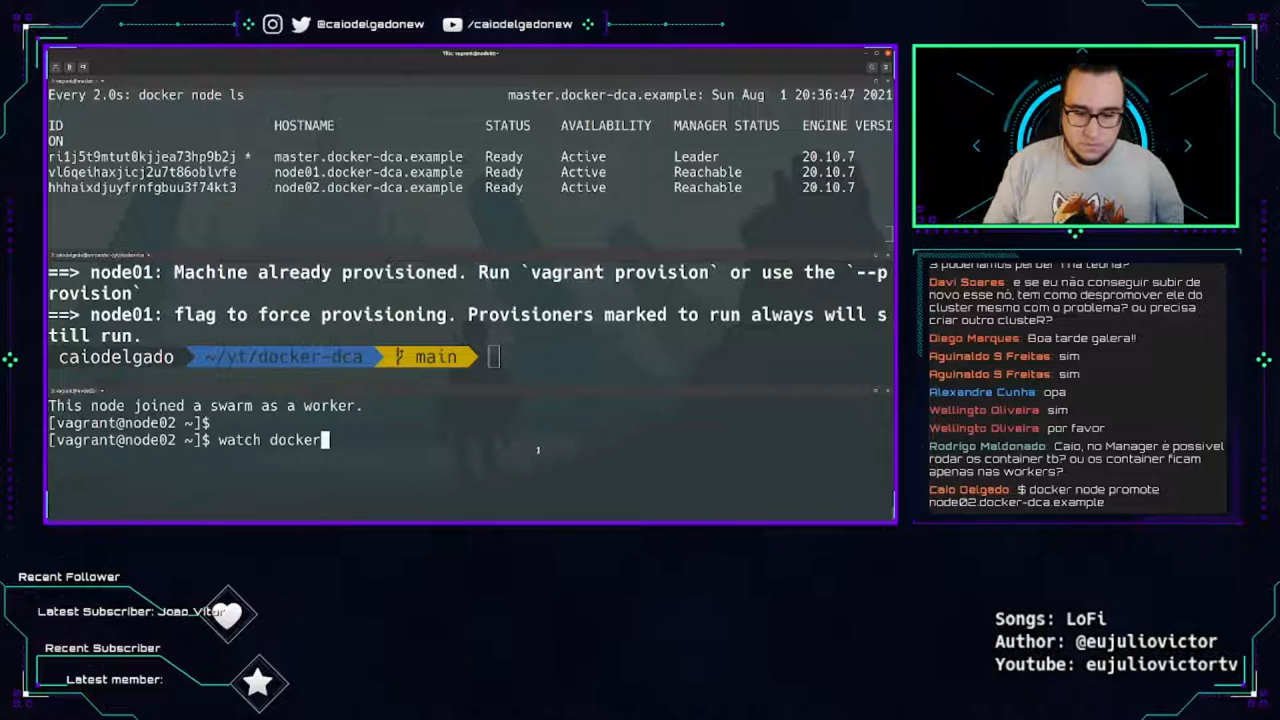 @caiodelgadonew
/caiodelgadonew
Every 2.0s: docker node ls
master.docker-dca.example: Sun Aug  1 20:36:47 2021
ID HOSTNAME STATUS AVAILABILITY MANAGER STATUS ENGINE VERSI
ON
ri1j5t9mtut0kjjea73hp9b2j * master.docker-dca.example Ready Active Leader 20.10.7
vl6qeihaxjicj2u7t86oblvfe node01.docker-dca.example Ready Active Reachable 20.10.7
hhhaixdjuyfrnfgbuu3f74kt3 node02.docker-dca.example Ready Active Reachable 20.10.7
==> node01: Machine already provisioned. Run `vagrant provision` or use the `--p
rovision`
==> node01: flag to force provisioning. Provisioners marked to run always will s
till run.
caiodelgado ~/yt/docker-dca main
This node joined a swarm as a worker.
[vagrant@node02 ~]$
[vagrant@node02 ~]$ watch docker
Davi Soares: e se eu não conseguir subir de
novo esse nó, tem como despromover ele do
cluster mesmo com o problema? ou precisa
criar outro clusteR?
Diego Marques: Boa tarde galera!!
Aguinaldo S Freitas: sim
Aguinaldo S Freitas: sim
Alexandre Cunha: opa
Wellingto Oliveira: sim
Wellingto Oliveira: por favor
Rodrigo Maldonado: Caio, no Manager é possivel
rodar os container tb? ou os container ficam
apenas nas workers?
Caio Delgado: $ docker node promote
node02.docker-dca.example
Recent Follower
Latest Subscriber: Joao Vitor
Recent Subscriber
Latest member:
Songs: LoFi
Author: @eujuliovictor
Youtube: eujuliovictortv